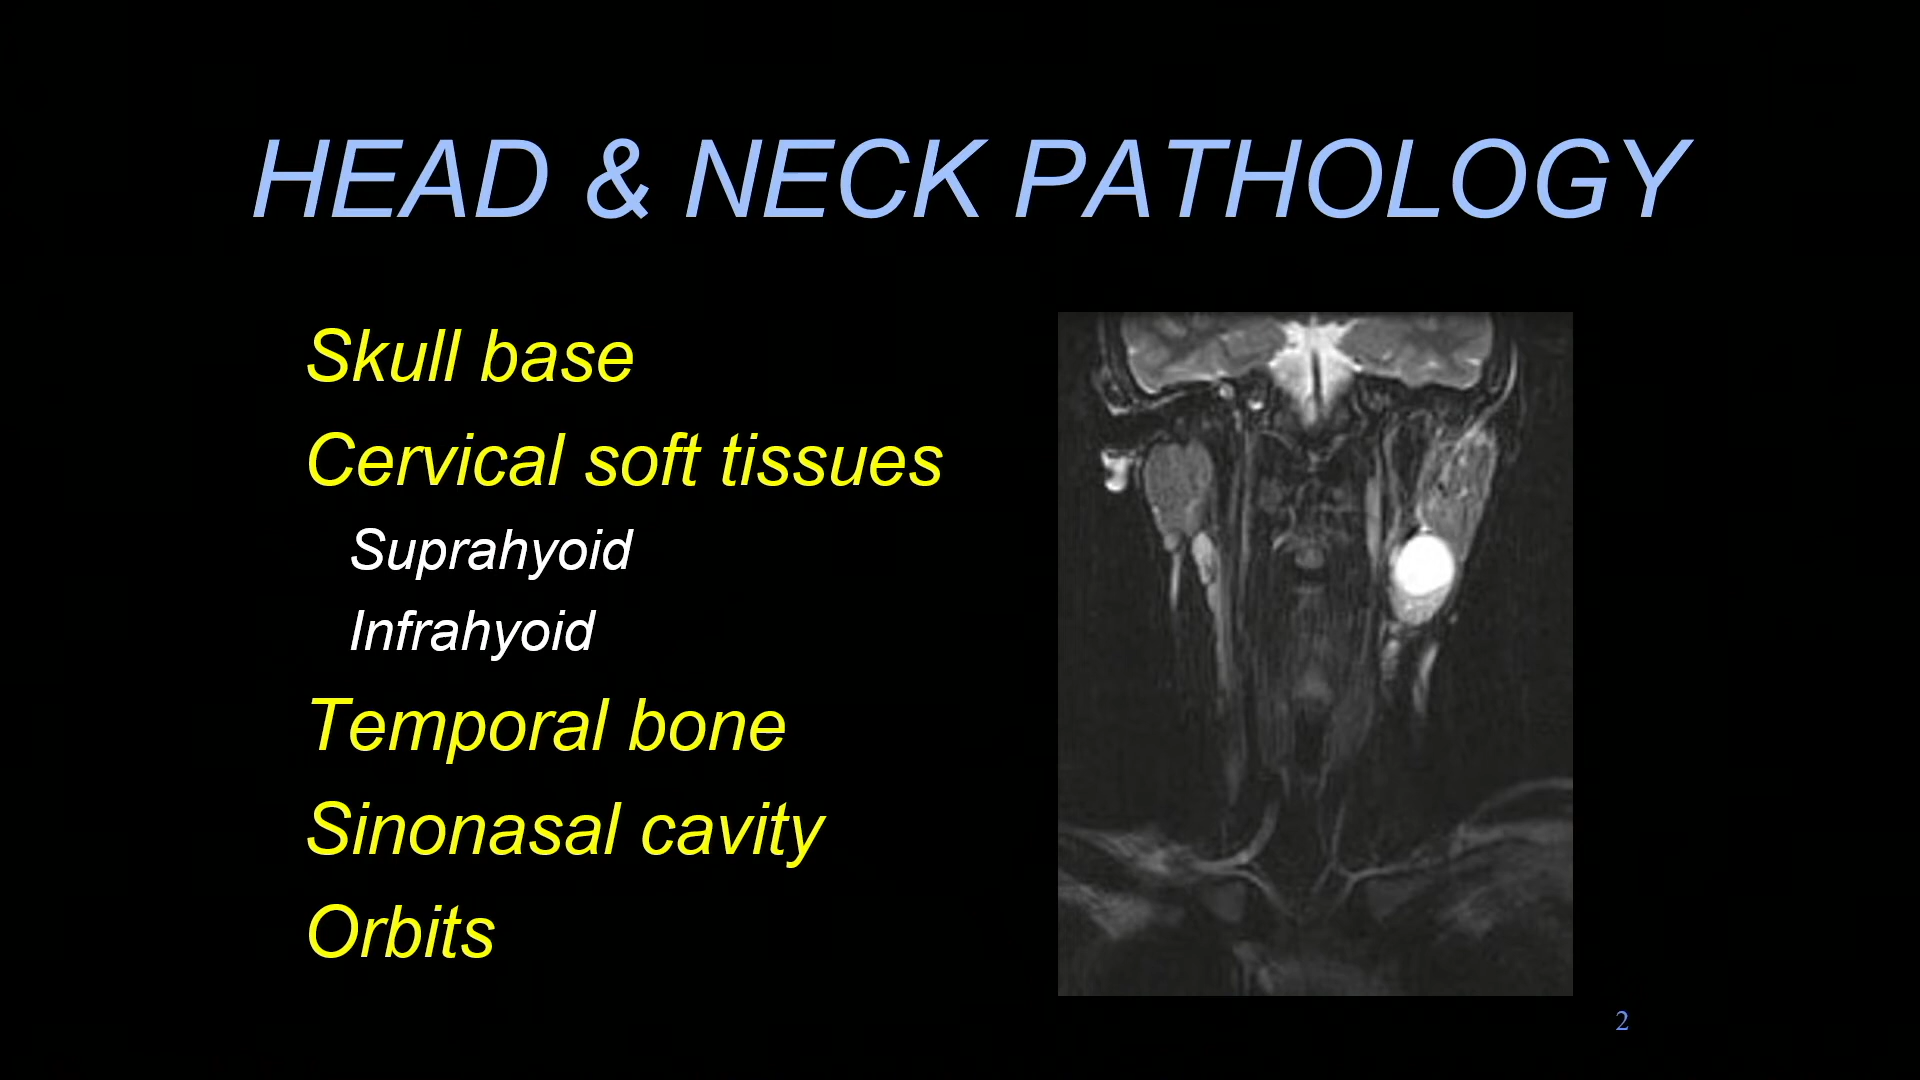 HEAD & NECK PATHOLOGY
Skull base
Cervical soft tissues
Suprahyoid
Infrahyoid
Temporal bone
Sinonasal cavity
Orbits
2